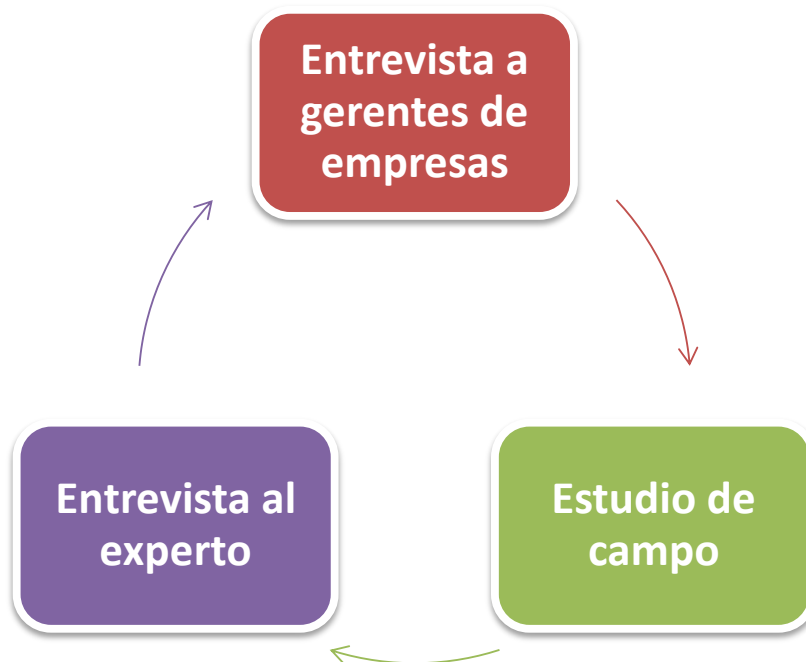 Entrevista a
gerentes de
empresas
Entrevista al
experto
Estudio de
campo